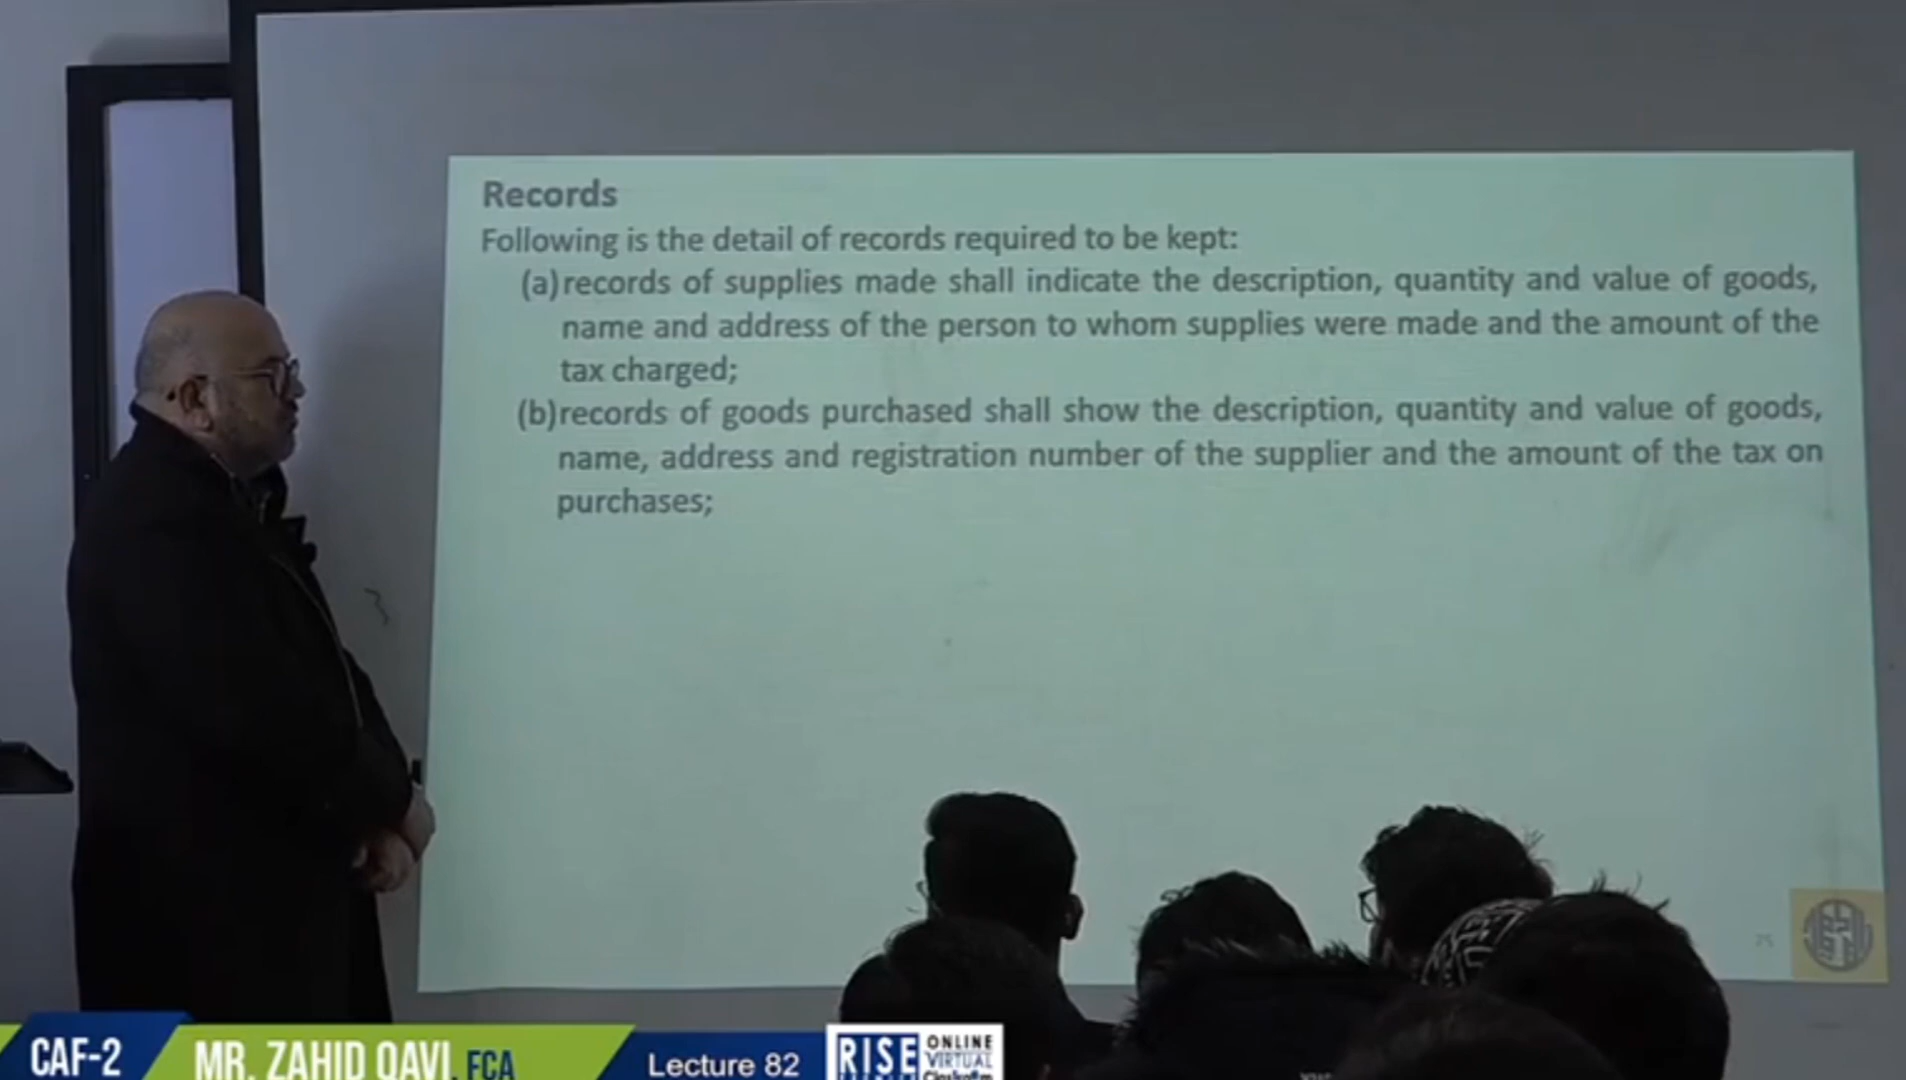 Records
Following is the detail of records required to be kept:
(a) records of supplies made shall indicate the description, quantity and value of goods,
name and address of the person to whom supplies were made and the amount of the
tax charged;
(b) records of goods purchased shall show the description, quantity and value of goods,
name, address and registration number of the supplier and the amount of the tax on
purchases;
25
CAF-2
MR. ZAHID QAVI, FCA
Lecture 82
RISE
ONLINE
VIRTUAL